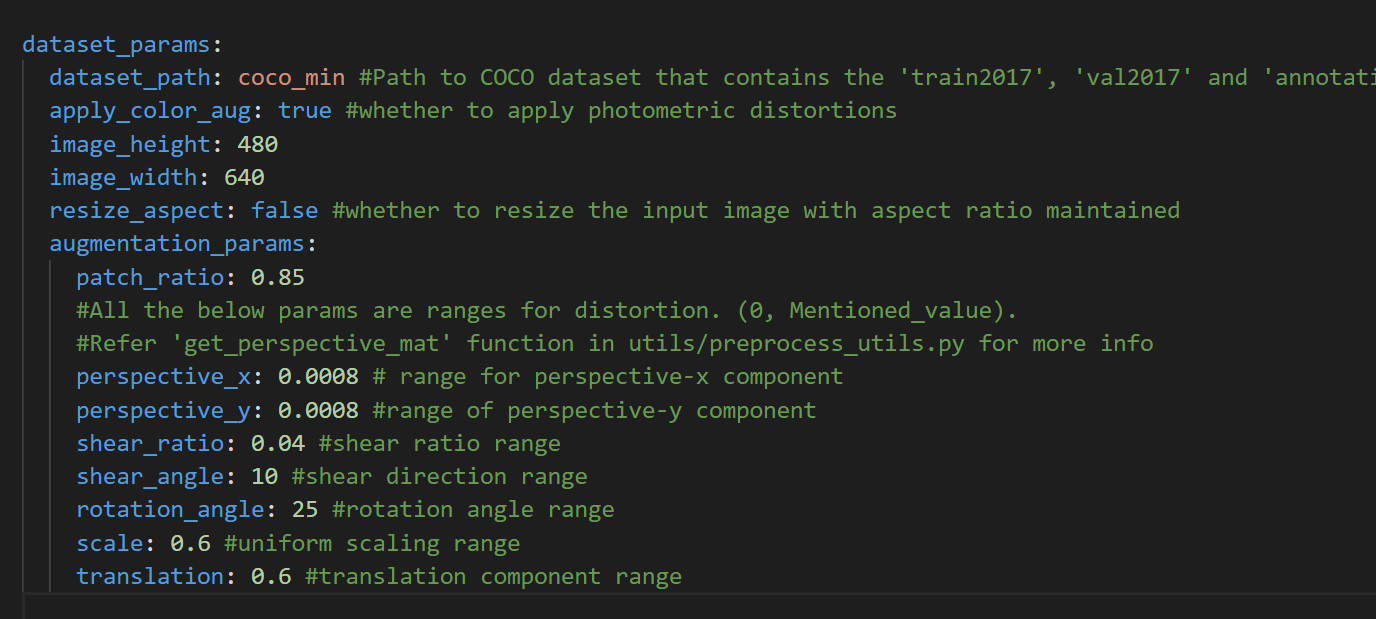 dataset_params:
dataset_path: coco_min #Path to COCO dataset that contains the 'train2017', 'val2017' and
apply_color_aug: true #whether to apply photometric distortions
image_height: 480
image_width: 640
resize_aspect: false #whether to resize the input image with aspect ratio maintained
augmentation_params:
patch_ratio: 0.85
#All the below params are ranges for distortion. (0, Mentioned_value).
#Refer 'get_perspective_mat' function in utils/preprocess_utils.py for more info
perspective_x: 0.0008 # range for perspective-x component
perspective_y: 0.0008 #range of perspective-y component
shear_ratio: 0.04 #shear ratio range
shear_angle: 10 #shear direction range
rotation_angle: 25 #rotation angle range
scale: 0.6 #uniform scaling range
translation: 0.6 #translation component range